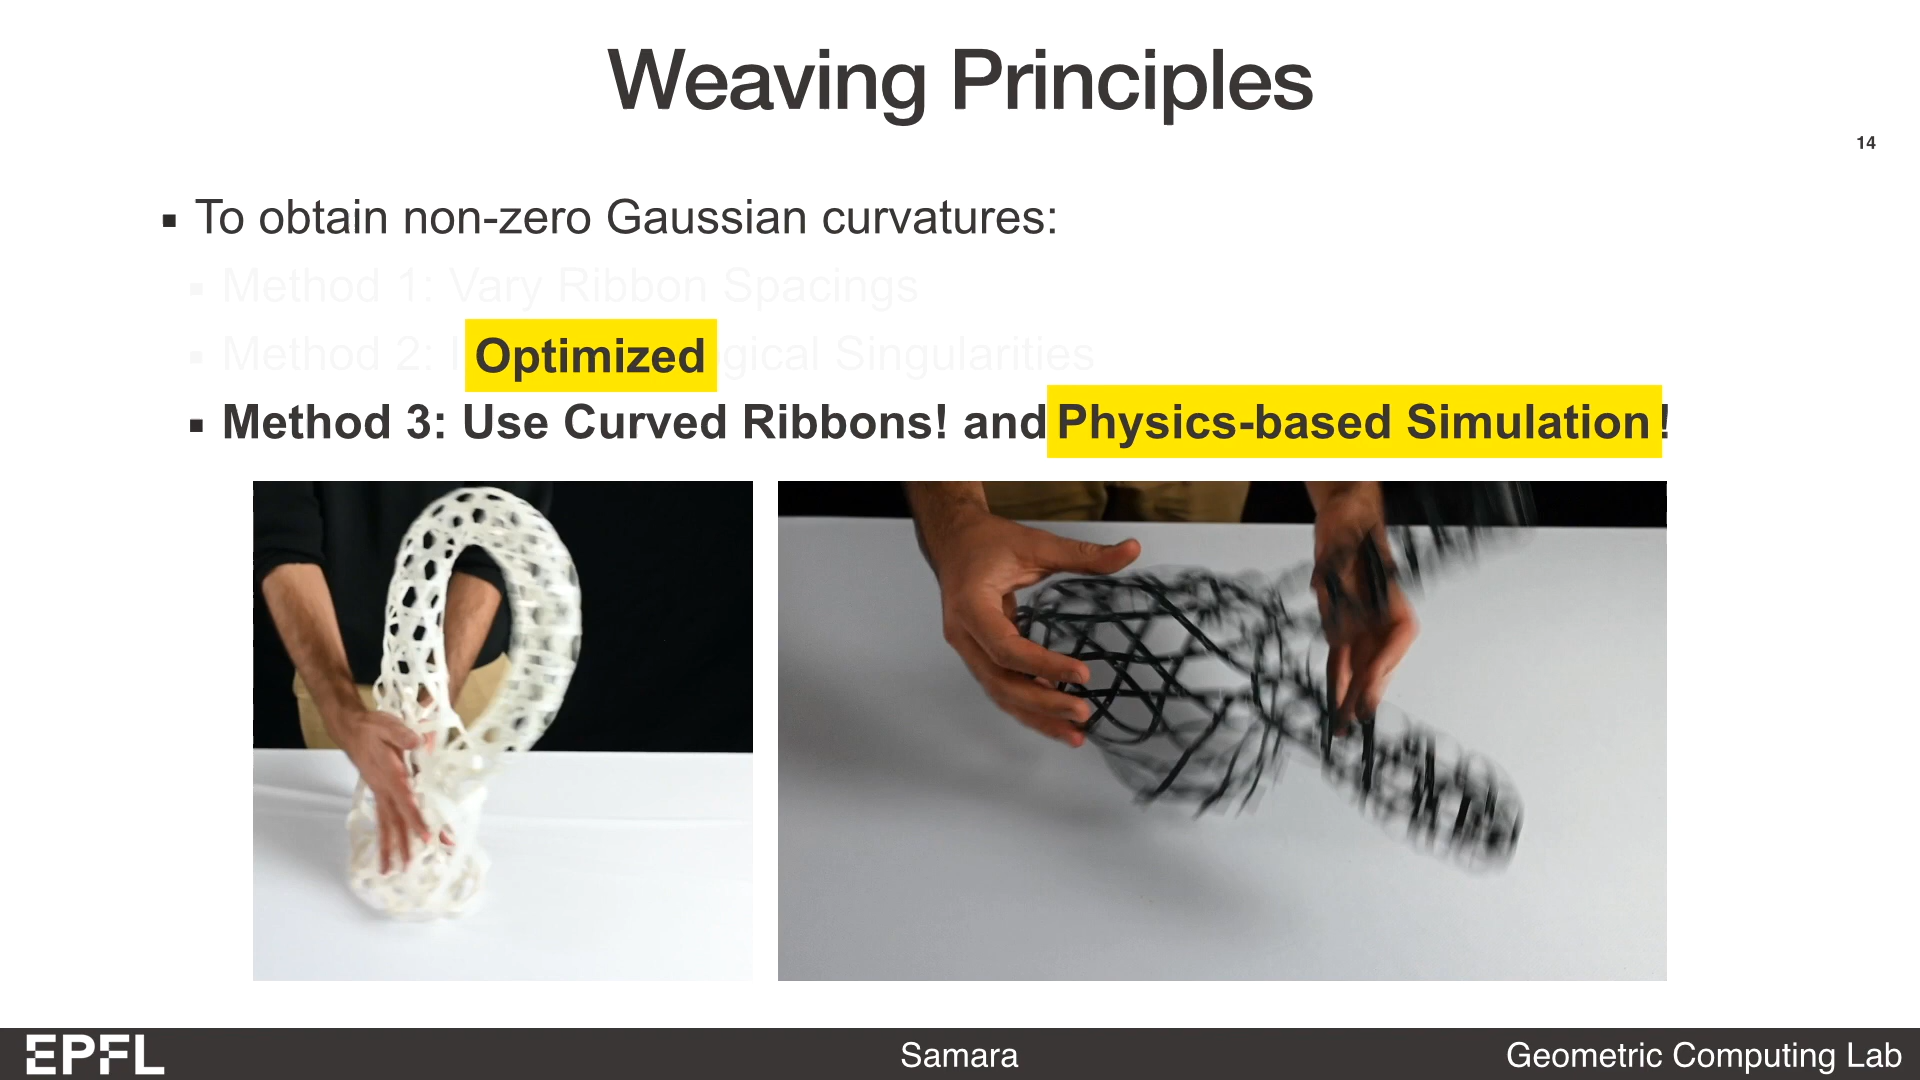 Weaving Principles
14
▪ To obtain non-zero Gaussian curvatures:
▪ Method 1: Vary Ribbon Spacings
▪ Method 2: I Optimized gical Singularities
▪ Method 3: Use Curved Ribbons! and Physics-based Simulation !
EPFL
Samara
Geometric Computing Lab